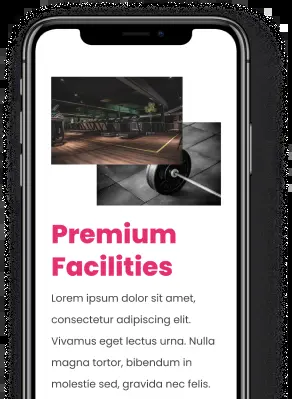 Premium
Facilities
Lorem ipsum dolor sit amet,
consectetur adipiscing elit.
Vivamus eget lectus urna. Nulla
magna tortor, bibendum in
molestie sed, gravida nec felis.